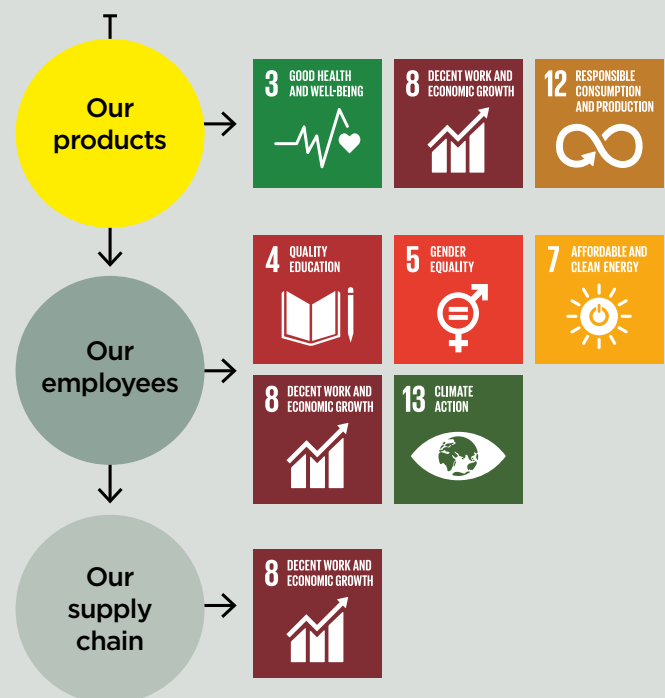 Our
products
3 GOOD HEALTH
AND WELL-BEING
8 DECENT WORK AND
ECONOMIC GROWTH
12 RESPONSIBLE
CONSUMPTION
AND PRODUCTION
Our
employees
4 QUALITY
EDUCATION
5 GENDER
EQUALITY
7 AFFORDABLE AND
CLEAN ENERGY
8 DECENT WORK AND
ECONOMIC GROWTH
13 CLIMATE
ACTION
Our
supply
chain
8 DECENT WORK AND
ECONOMIC GROWTH